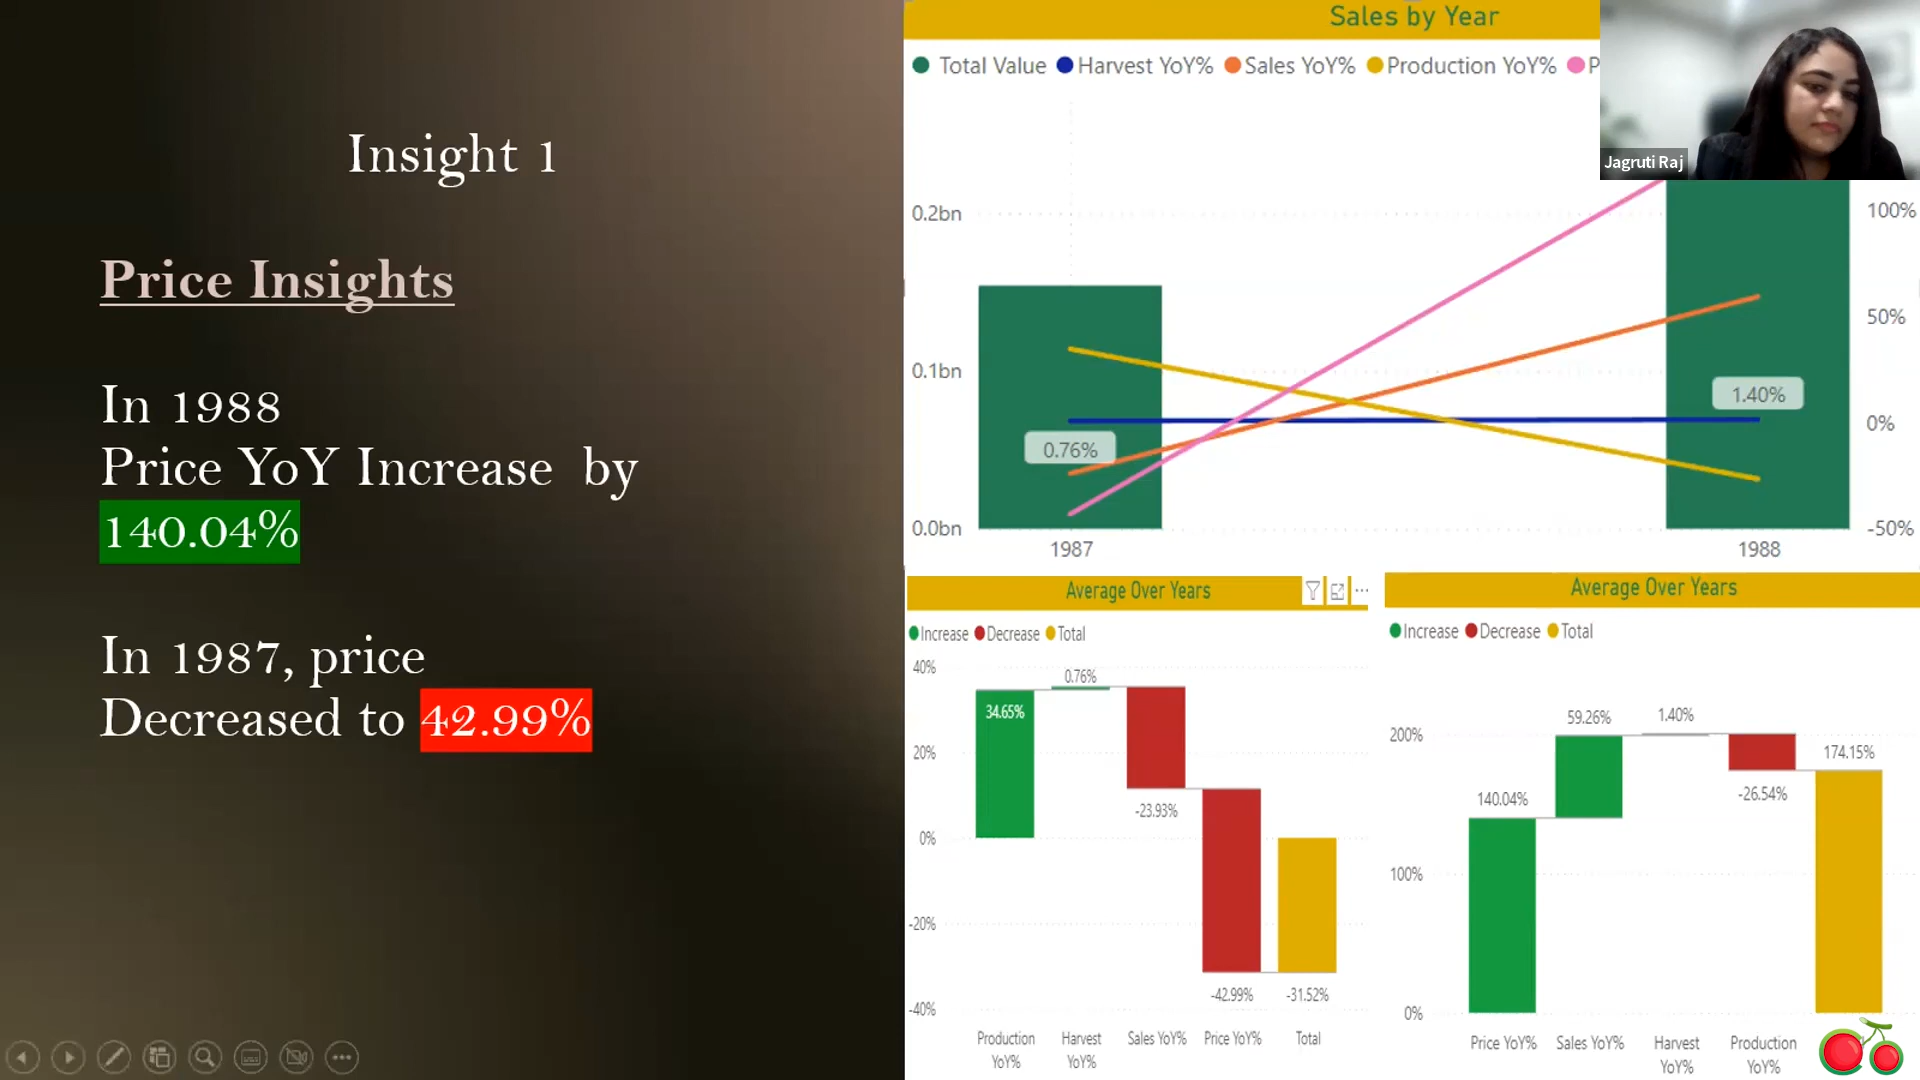 Insight 1
Price Insights
In 1988
Price YoY Increase by
140.04%
In 1987, price
Decreased to 42.99%
Sales by Year
Total Value Harvest YoY% Sales YoY% Production YoY% P
Jagruti Raj
0.2bn
0.1bn
0.0bn
100%
50%
0%
-50%
0.76%
1.40%
1987
1988
Average Over Years
Increase Decrease Total
40%
20%
0%
-20%
-40%
34.65%
0.76%
-23.93%
-42.99%
-31.52%
Production YoY%
Harvest YoY%
Sales YoY%
Price YoY%
Total
Average Over Years
Increase Decrease Total
200%
100%
0%
140.04%
59.26%
1.40%
-26.54%
174.15%
Price YoY%
Sales YoY%
Harvest YoY%
Production YoY%